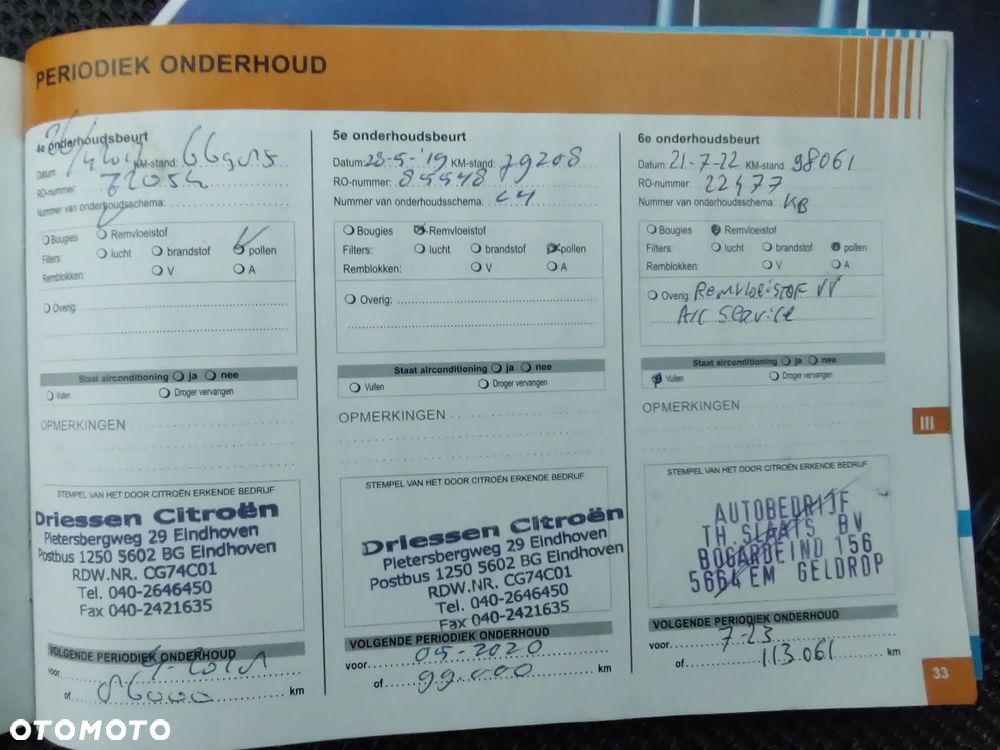 PERIODIEK ONDERHOUD
4e onderhoudsbeurt
Datum: KM-stand:
RO-nummer:
Nummer van onderhoudsschema:
Bougies Remvloeistof
Filters: lucht brandstof pollen
Remblokken: V A
Overig:
Staat airconditioning ja nee
Vullen Droger vervangen
OPMERKINGEN
STEMPEL VAN HET DOOR CITROËN ERKENDE BEDRIJF
Driessen Citroën
Pietersbergweg 29 Eindhoven
Postbus 1250 5602 BG Eindhoven
RDW.NR. CG74C01
Tel. 040-2646450
Fax 040-2421635
VOLGENDE PERIODIEK ONDERHOUD
voor
of km
5e onderhoudsbeurt
Datum: 28-5-'19 KM-stand: 79208
RO-nummer: 85548
Nummer van onderhoudsschema: C4
Bougies Remvloeistof
Filters: lucht brandstof pollen
Remblokken: V A
Overig:
Staat airconditioning ja nee
Vullen Droger vervangen
OPMERKINGEN
STEMPEL VAN HET DOOR CITROËN ERKENDE BEDRIJF
Driessen Citroën
Pietersbergweg 29 Eindhoven
Postbus 1250 5602 BG Eindhoven
RDW.NR. CG74C01
Tel. 040-2646450
Fax 040-2421635
VOLGENDE PERIODIEK ONDERHOUD
voor 05-2020
of 99.000 km
6e onderhoudsbeurt
Datum: 21-7-22 KM-stand: 98061
RO-nummer: 22477
Nummer van onderhoudsschema: KB
Bougies Remvloeistof
Filters: lucht brandstof pollen
Remblokken: V A
Overig: Remvloeistof VV
Airc Service
Staat airconditioning ja nee
Vullen Droger vervangen
OPMERKINGEN
STEMPEL VAN HET DOOR CITROËN ERKENDE BEDRIJF
AUTOBEDRIJF
TH. SLAATS BV
BOGARDEIND 156
5664 EM GELDROP
VOLGENDE PERIODIEK ONDERHOUD
voor 7-23
of 113.061 km
III
33
OTOMOTO